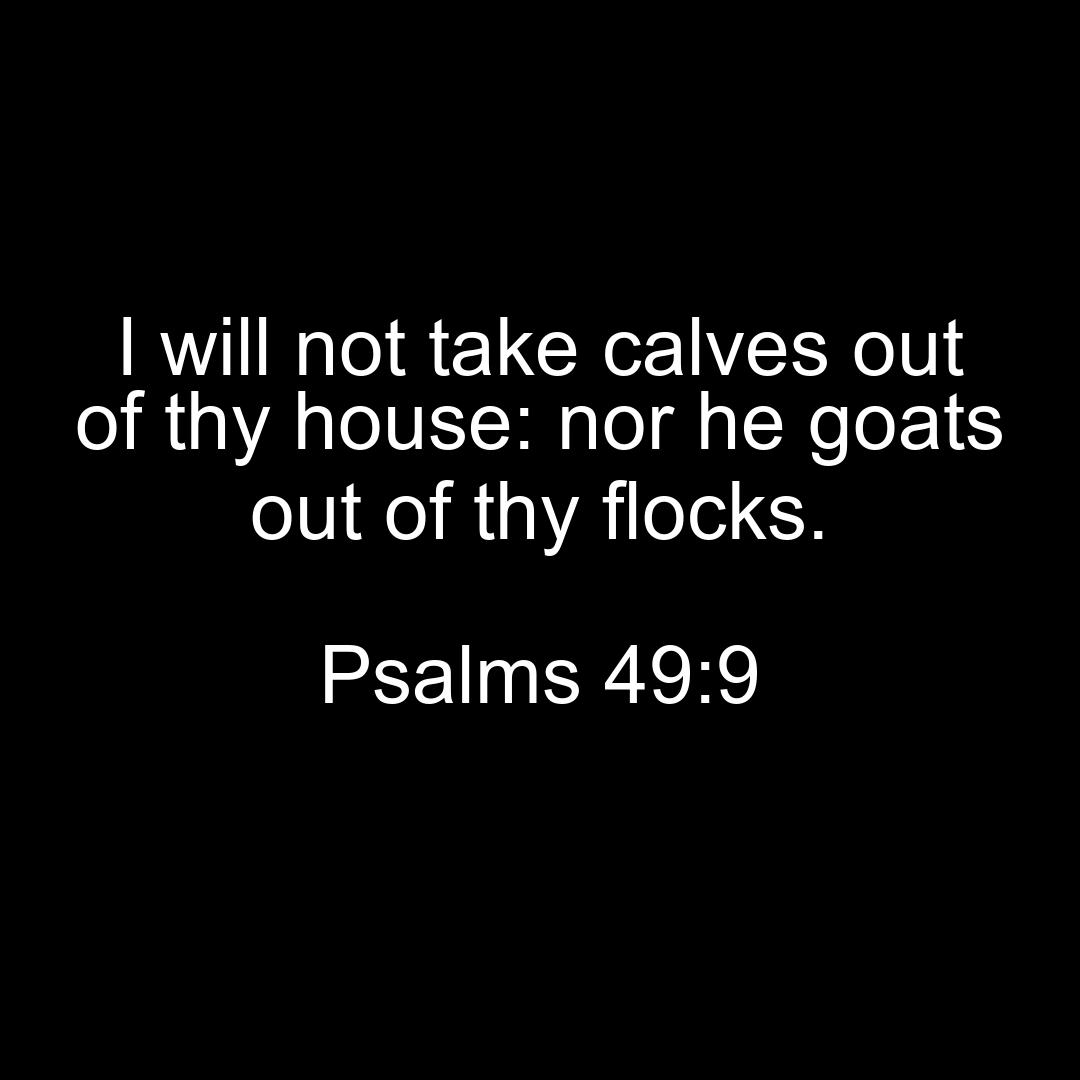 I will not take calves out
of thy house: nor he goats
out of thy flocks.
Psalms 49:9